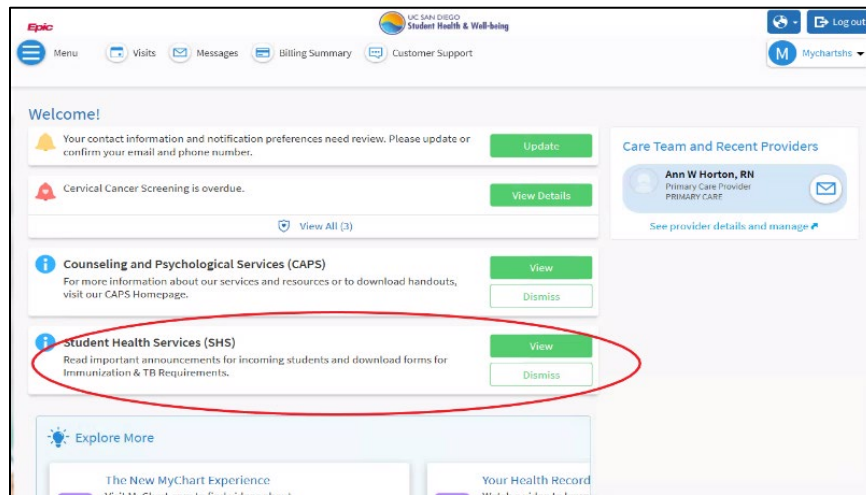 Epic
UC SAN DIEGO
Student Health & Well-being
Log out
Menu
Visits
Messages
Billing Summary
Customer Support
M
Mychartshs
Welcome!
Your contact information and notification preferences need review. Please update or
confirm your email and phone number.
Update
Cervical Cancer Screening is overdue.
View Details
View All (3)
Care Team and Recent Providers
Ann W Horton, RN
Primary Care Provider
PRIMARY CARE
See provider details and manage
Counseling and Psychological Services (CAPS)
For more information about our services and resources or to download handouts,
visit our CAPS Homepage.
View
Dismiss
Student Health Services (SHS)
Read important announcements for incoming students and download forms for
Immunization & TB Requirements.
View
Dismiss
Explore More
The New MyChart Experience
Your Health Record